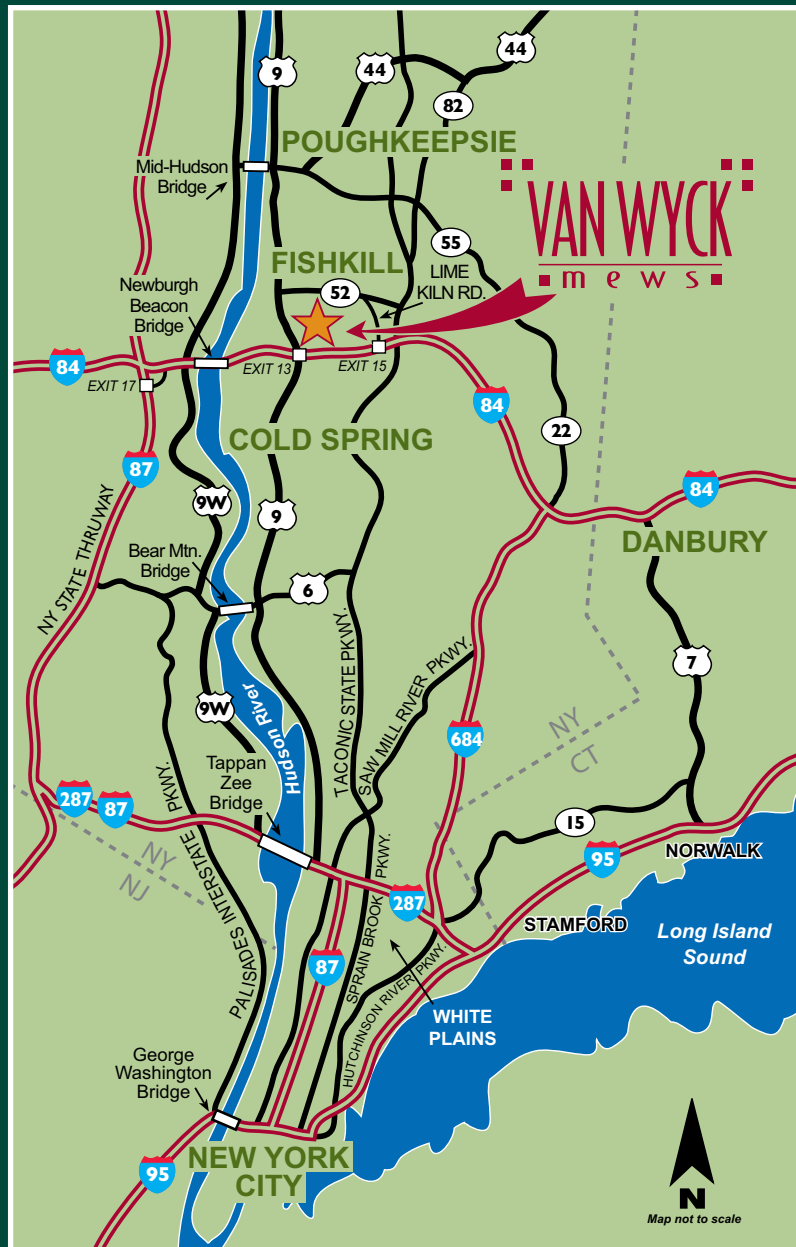 9
44
44
82
POUGHKEEPSIE
Mid-Hudson
Bridge
VAN WYCK
mews
55
FISHKILL
52
LIME
KILN RD.
Newburgh
Beacon
Bridge
84
EXIT 17
EXIT 13
EXIT 15
84
22
COLD SPRING
87
9W
9
84
DANBURY
NY STATE THRUWAY
Bear Mtn.
Bridge
6
TACONIC STATE PKWY.
SAW MILL RIVER PKWY.
7
9W
Hudson River
684
NY
CT
Tappan
Zee
Bridge
287
87
15
NY
NJ
PALISADES INTERSTATE PKWY.
95
NORWALK
287
STAMFORD
Long Island
Sound
87
SPRAIN BROOK PKWY.
HUTCHINSON RIVER PKWY.
WHITE
PLAINS
George
Washington
Bridge
NEW YORK
CITY
95
N
Map not to scale